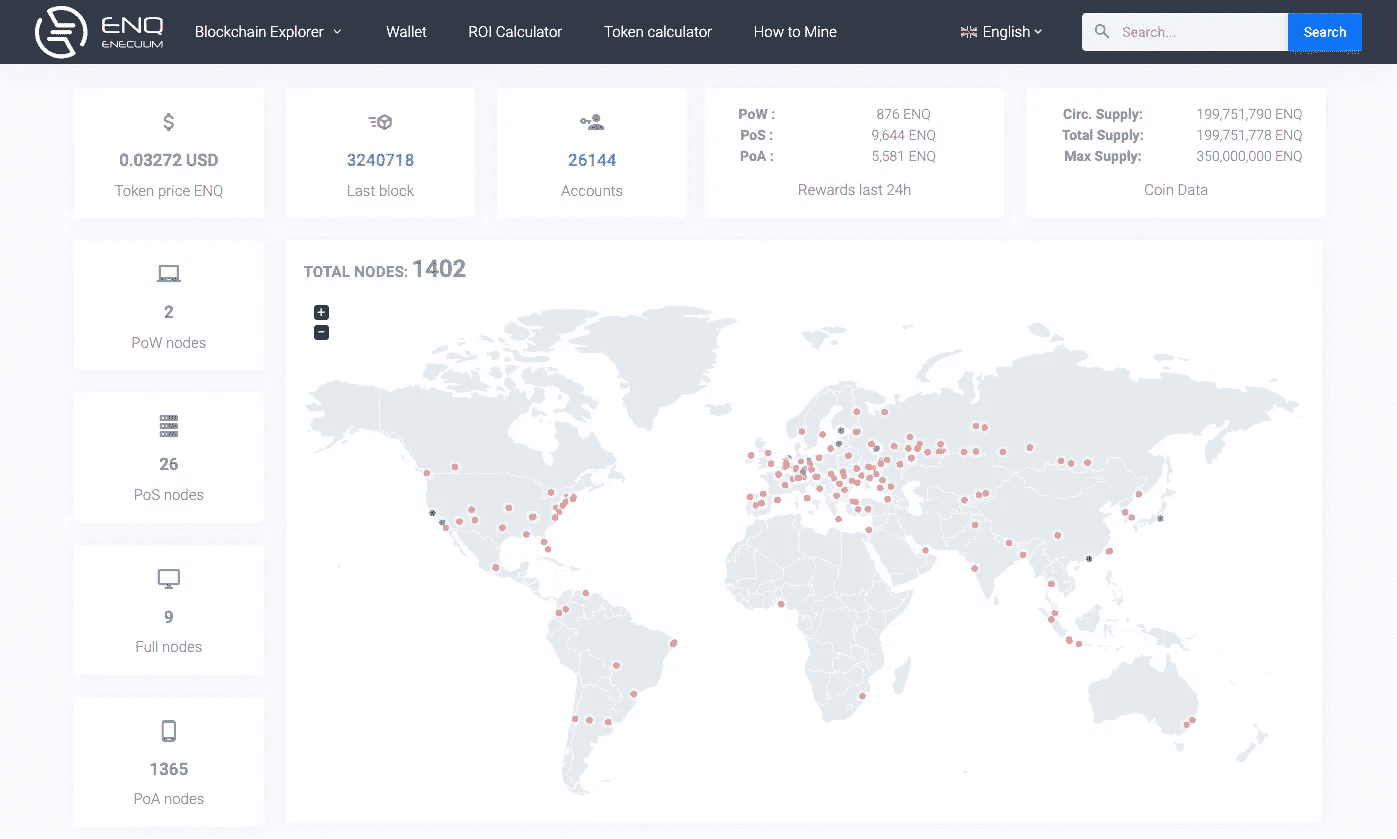 ENQ
ENECUUM
Blockchain Explorer
Wallet
ROI Calculator
Token calculator
How to Mine
English
Search...
Search
0.03272 USD
Token price ENQ
3240718
Last block
26144
Accounts
PoW : 876 ENQ
PoS : 9,644 ENQ
PoA : 5,581 ENQ
Rewards last 24h
Circ. Supply: 199,751,790 ENQ
Total Supply: 199,751,778 ENQ
Max Supply: 350,000,000 ENQ
Coin Data
2
PoW nodes
26
PoS nodes
9
Full nodes
1365
PoA nodes
TOTAL NODES: 1402
+
−